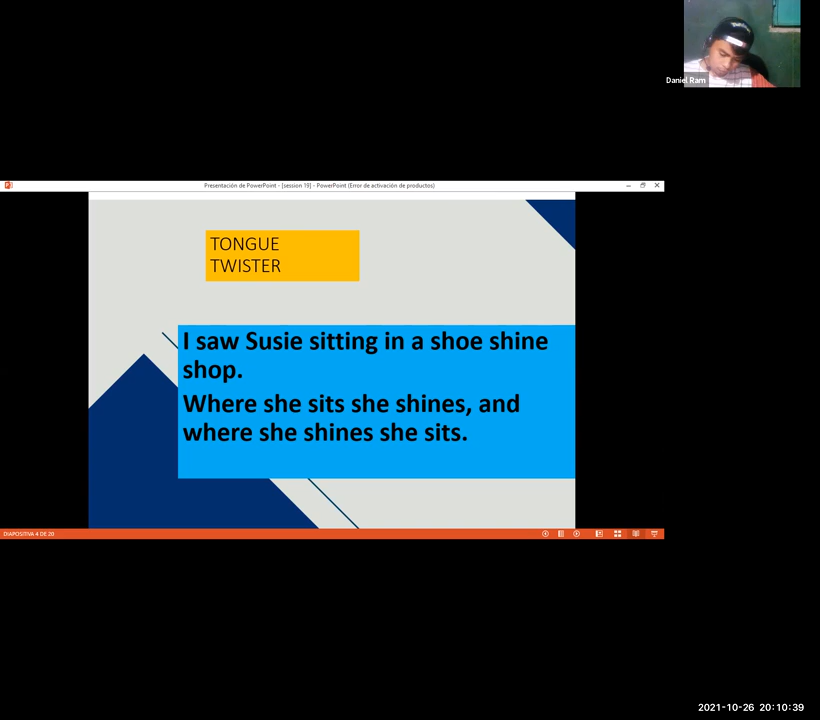 Daniel Ram
Presentación de PowerPoint - [session 19] - PowerPoint (Error de activación de productos)
TONGUE
TWISTER
I saw Susie sitting in a shoe shine
shop.
Where she sits she shines, and
where she shines she sits.
DIAPOSITIVA 4 DE 20
2021-10-26 20:10:39